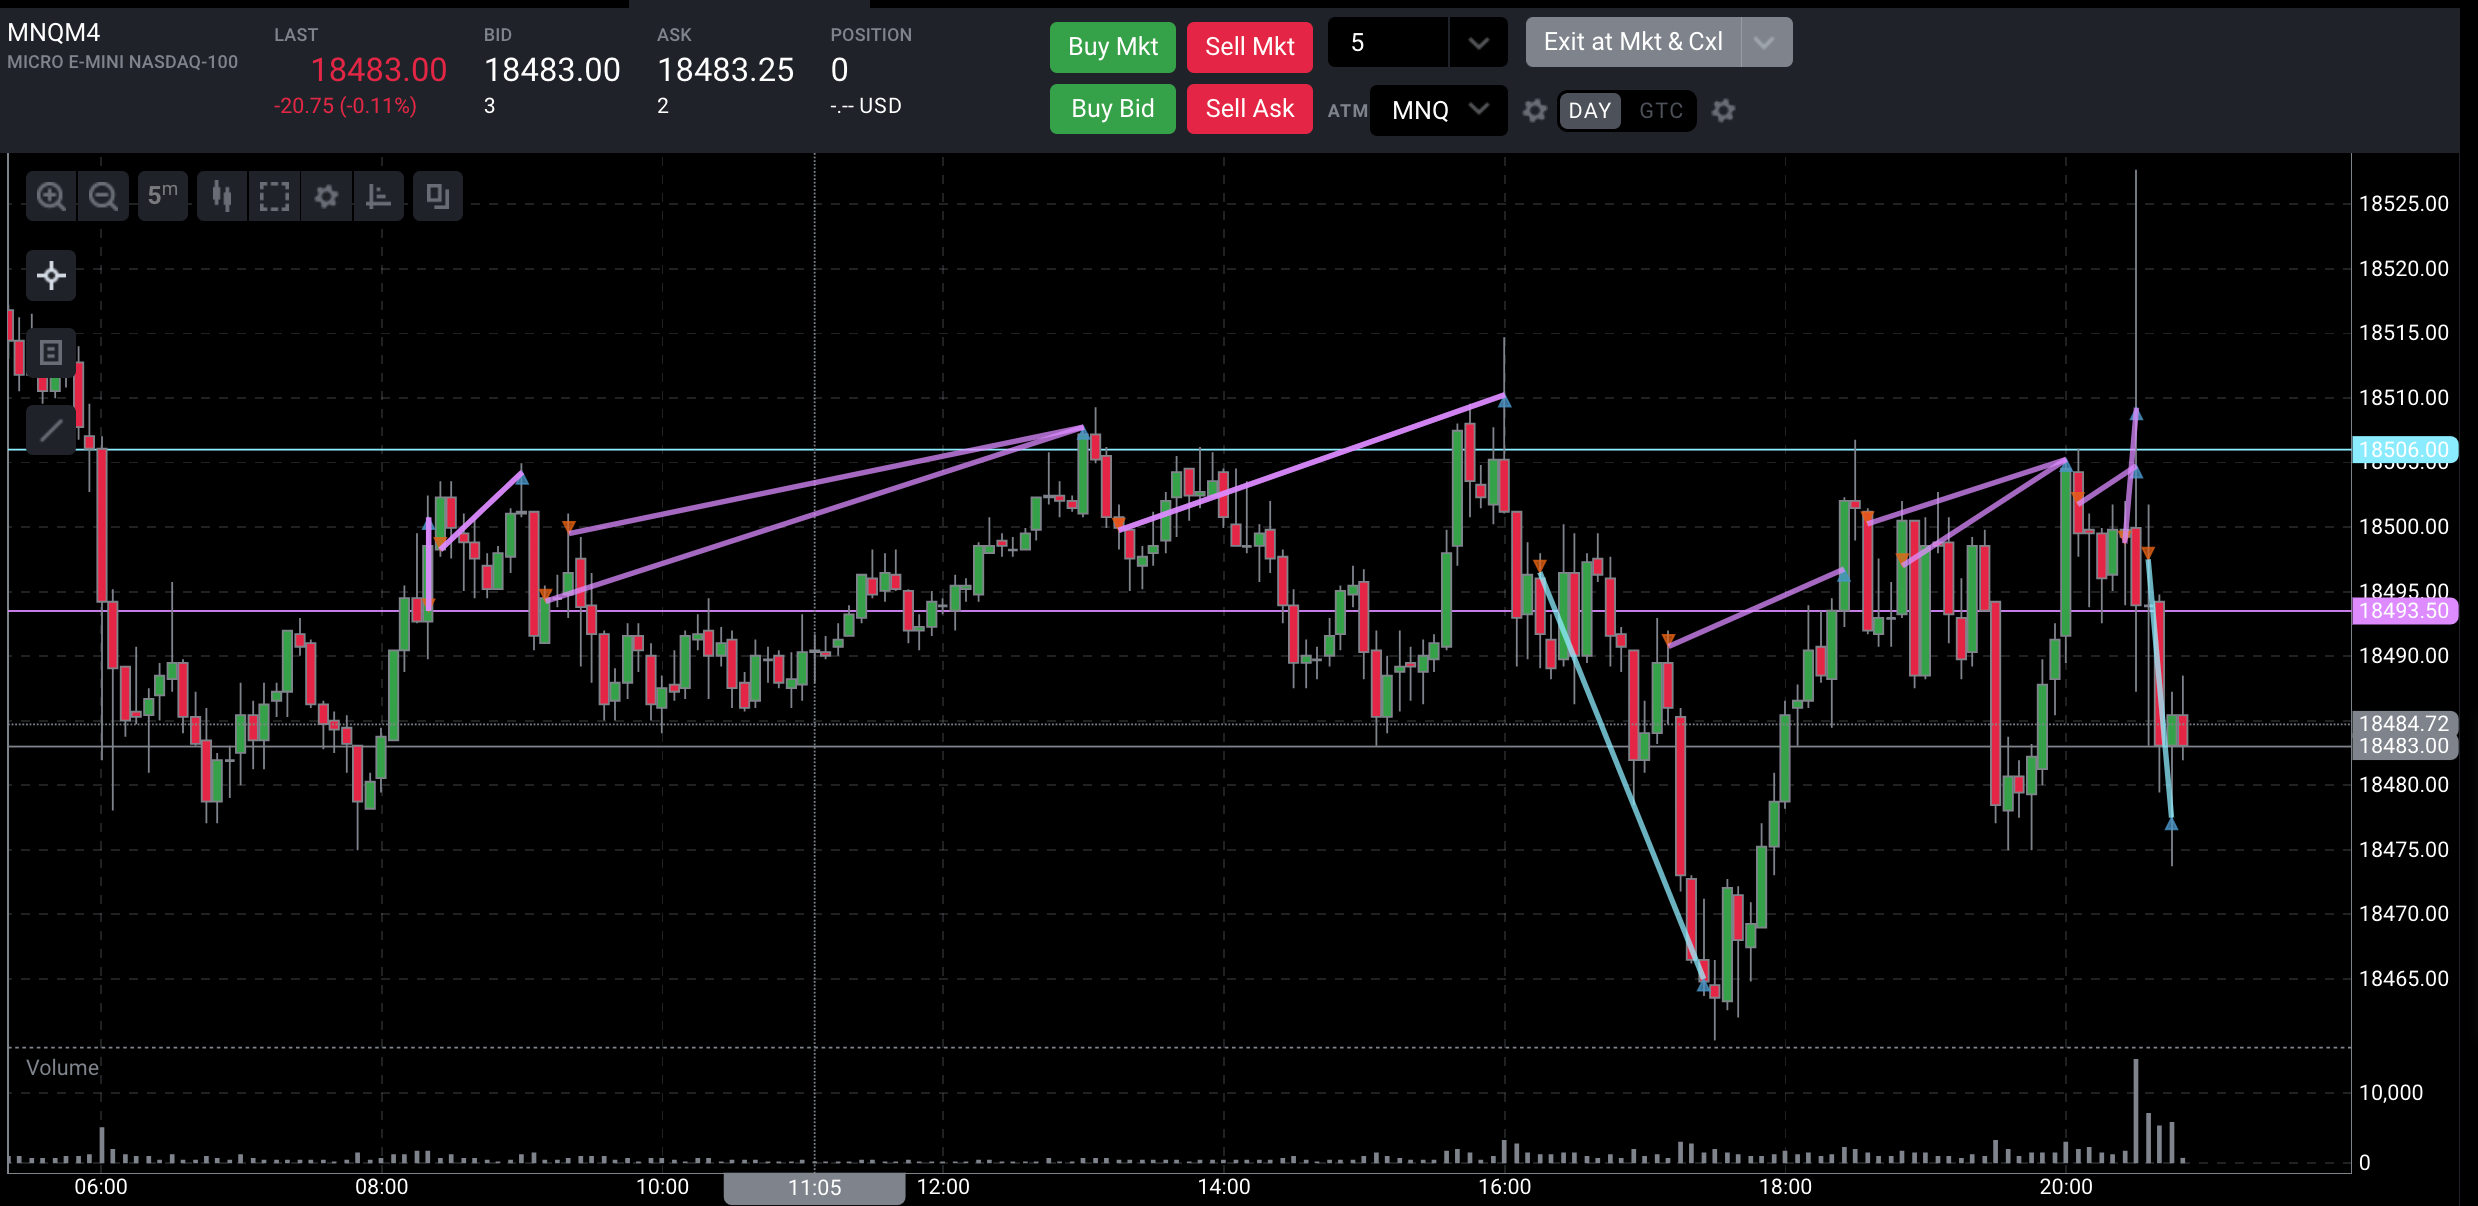 MNQM4
MICRO E-MINI NASDAQ-100
LAST
18483.00
-20.75 (-0.11%)
BID
18483.00
3
ASK
18483.25
2
POSITION
0
-.-- USD
Buy Mkt
Sell Mkt
5
Exit at Mkt & Cxl
Buy Bid
Sell Ask
ATM
MNQ
DAY
GTC
5m
18525.00
18520.00
18515.00
18510.00
18506.00
18505.00
18500.00
18495.00
18493.50
18490.00
18484.72
18483.00
18480.00
18475.00
18470.00
18465.00
Volume
10,000
0
06:00
08:00
10:00
11:05
12:00
14:00
16:00
18:00
20:00